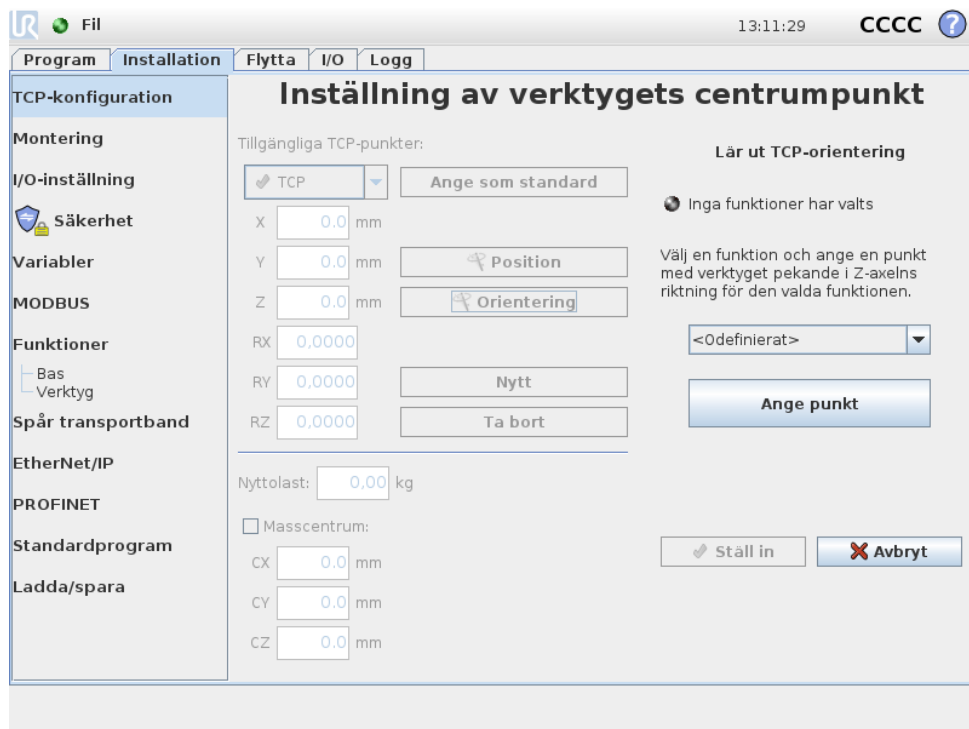 UR Fil 13:11:29 CCCC ?
Program Installation Flytta I/O Logg
TCP-konfiguration
Montering
I/O-inställning
Säkerhet
Variabler
MODBUS
Funktioner
Bas
Verktyg
Spår transportband
EtherNet/IP
PROFINET
Standardprogram
Ladda/spara
Inställning av verktygets centrumpunkt
Tillgängliga TCP-punkter:
TCP Ange som standard
X 0.0 mm
Y 0.0 mm Position
Z 0.0 mm Orientering
RX 0,0000
RY 0,0000 Nytt
RZ 0,0000 Ta bort
Nyttolast: 0,00 kg
Masscentrum:
CX 0.0 mm
CY 0.0 mm
CZ 0.0 mm
Lär ut TCP-orientering
Inga funktioner har valts
Välj en funktion och ange en punkt
med verktyget pekande i Z-axelns
riktning för den valda funktionen.
<Odefinierat>
Ange punkt
Ställ in Avbryt